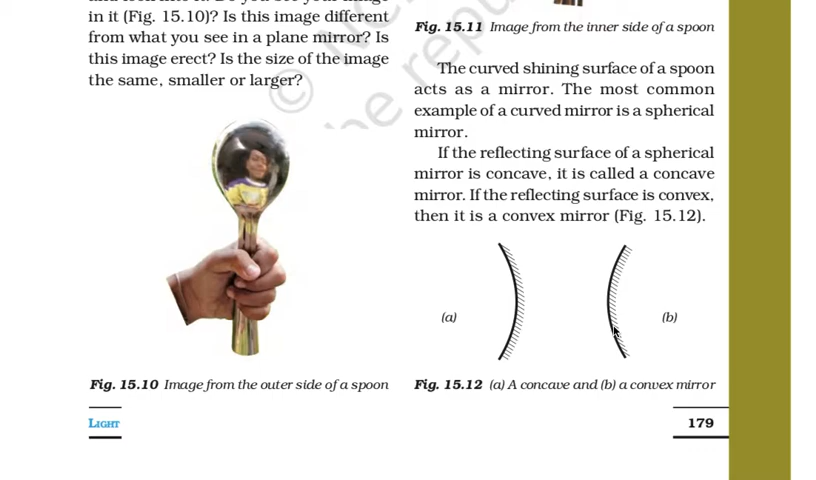 in it (Fig. 15.10)? Is this image different
from what you see in a plane mirror? Is
this image erect? Is the size of the image
the same, smaller or larger?
Fig. 15.10 Image from the outer side of a spoon
Fig. 15.11 Image from the inner side of a spoon
The curved shining surface of a spoon
acts as a mirror. The most common
example of a curved mirror is a spherical
mirror.
If the reflecting surface of a spherical
mirror is concave, it is called a concave
mirror. If the reflecting surface is convex,
then it is a convex mirror (Fig. 15.12).
(a)
(b)
Fig. 15.12 (a) A concave and (b) a convex mirror
LIGHT
179